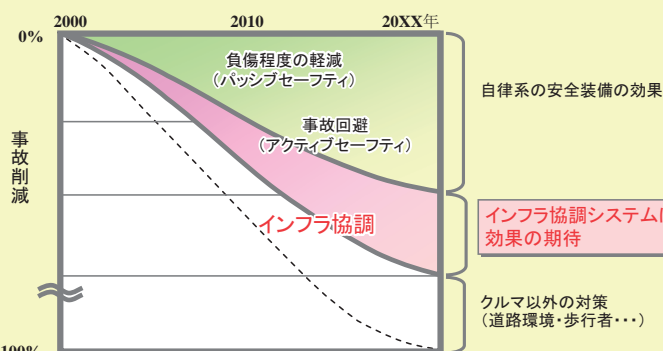 2000
2010
20XX年
0%
負傷程度の軽減
(パッシブセーフティ)
自律系の安全装備の効果
事故回避
(アクティブセーフティ)
事故削減
インフラ協調
インフラ協調システムに
効果の期待
クルマ以外の対策
(道路環境・歩行者・・・)
100%